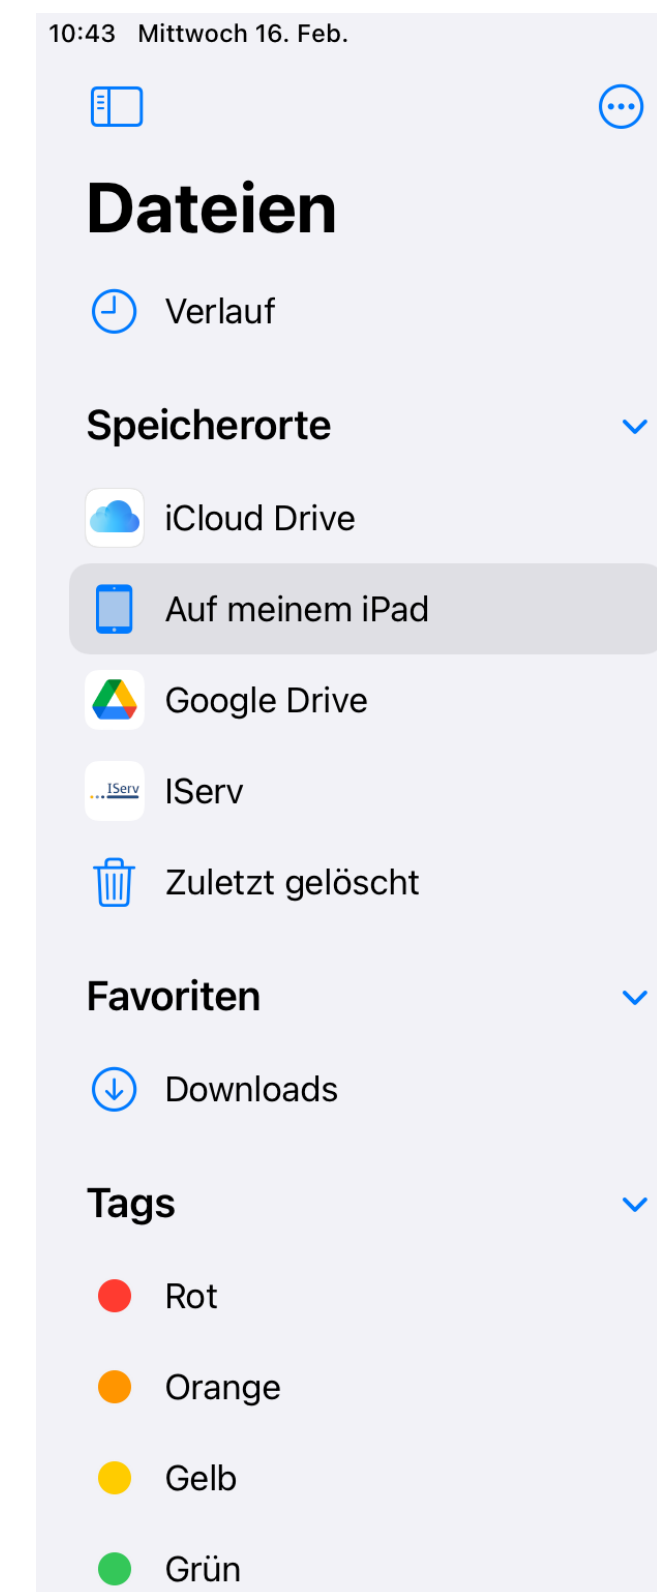 10:43 Mittwoch 16. Feb.
Dateien
Verlauf
Speicherorte
iCloud Drive
Auf meinem iPad
Google Drive
IServ IServ
Zuletzt gelöscht
Favoriten
Downloads
Tags
Rot
Orange
Gelb
Grün